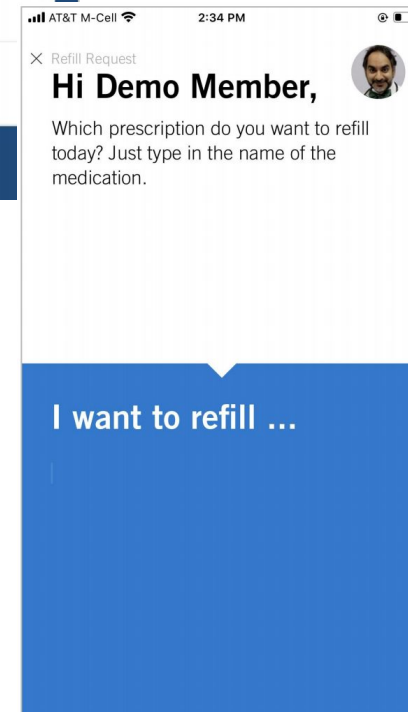 AT&T M-Cell 2:34 PM
Refill Request
Hi Demo Member,
Which prescription do you want to refill
today? Just type in the name of the
medication.
I want to refill ...